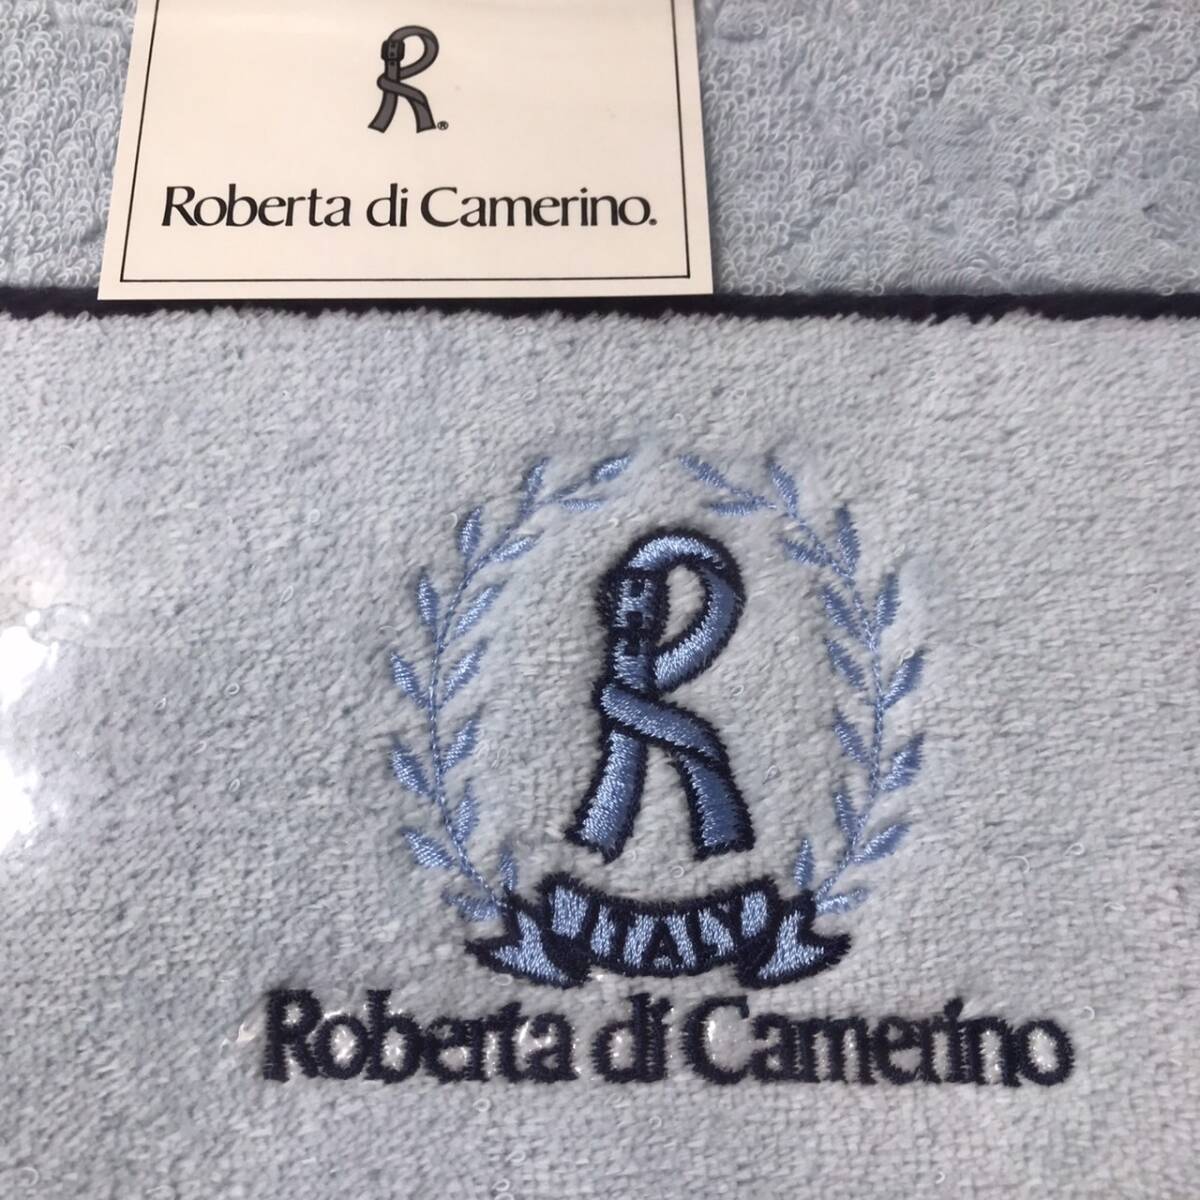 R®
Roberta di Camerino.
R
ITALY
Roberta di Camerino